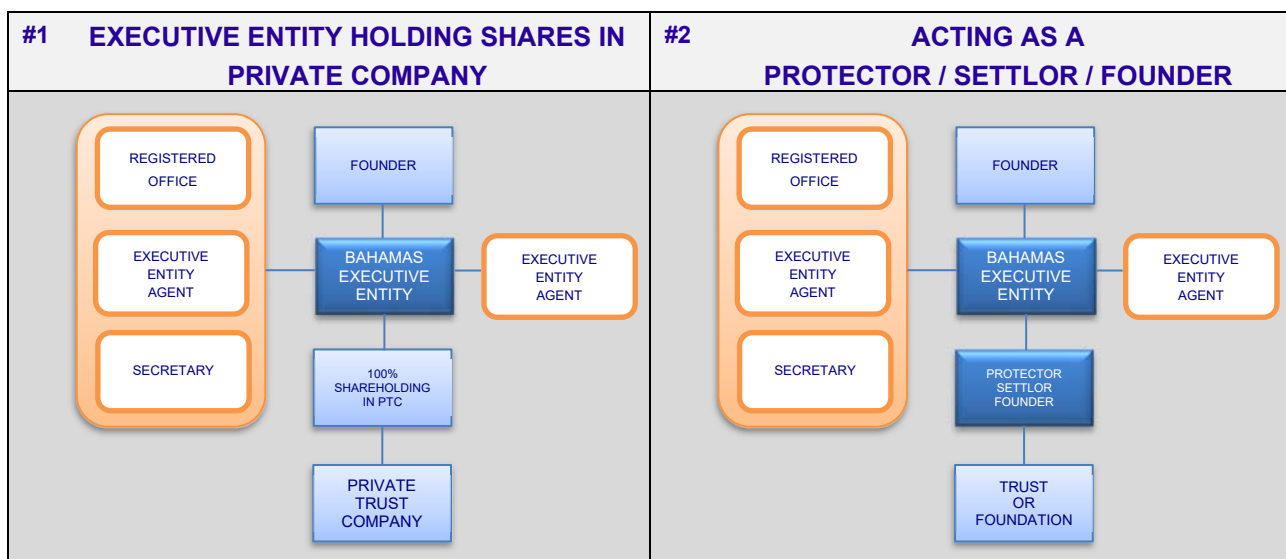 #1 EXECUTIVE ENTITY HOLDING SHARES IN
PRIVATE COMPANY
REGISTERED
OFFICE
EXECUTIVE
ENTITY
AGENT
SECRETARY
FOUNDER
BAHAMAS
EXECUTIVE
ENTITY
EXECUTIVE
ENTITY
AGENT
100%
SHAREHOLDING
IN PTC
PRIVATE
TRUST
COMPANY
#2 ACTING AS A
PROTECTOR / SETTLOR / FOUNDER
REGISTERED
OFFICE
EXECUTIVE
ENTITY
AGENT
SECRETARY
FOUNDER
BAHAMAS
EXECUTIVE
ENTITY
EXECUTIVE
ENTITY
AGENT
PROTECTOR
SETTLOR
FOUNDER
TRUST
OR
FOUNDATION